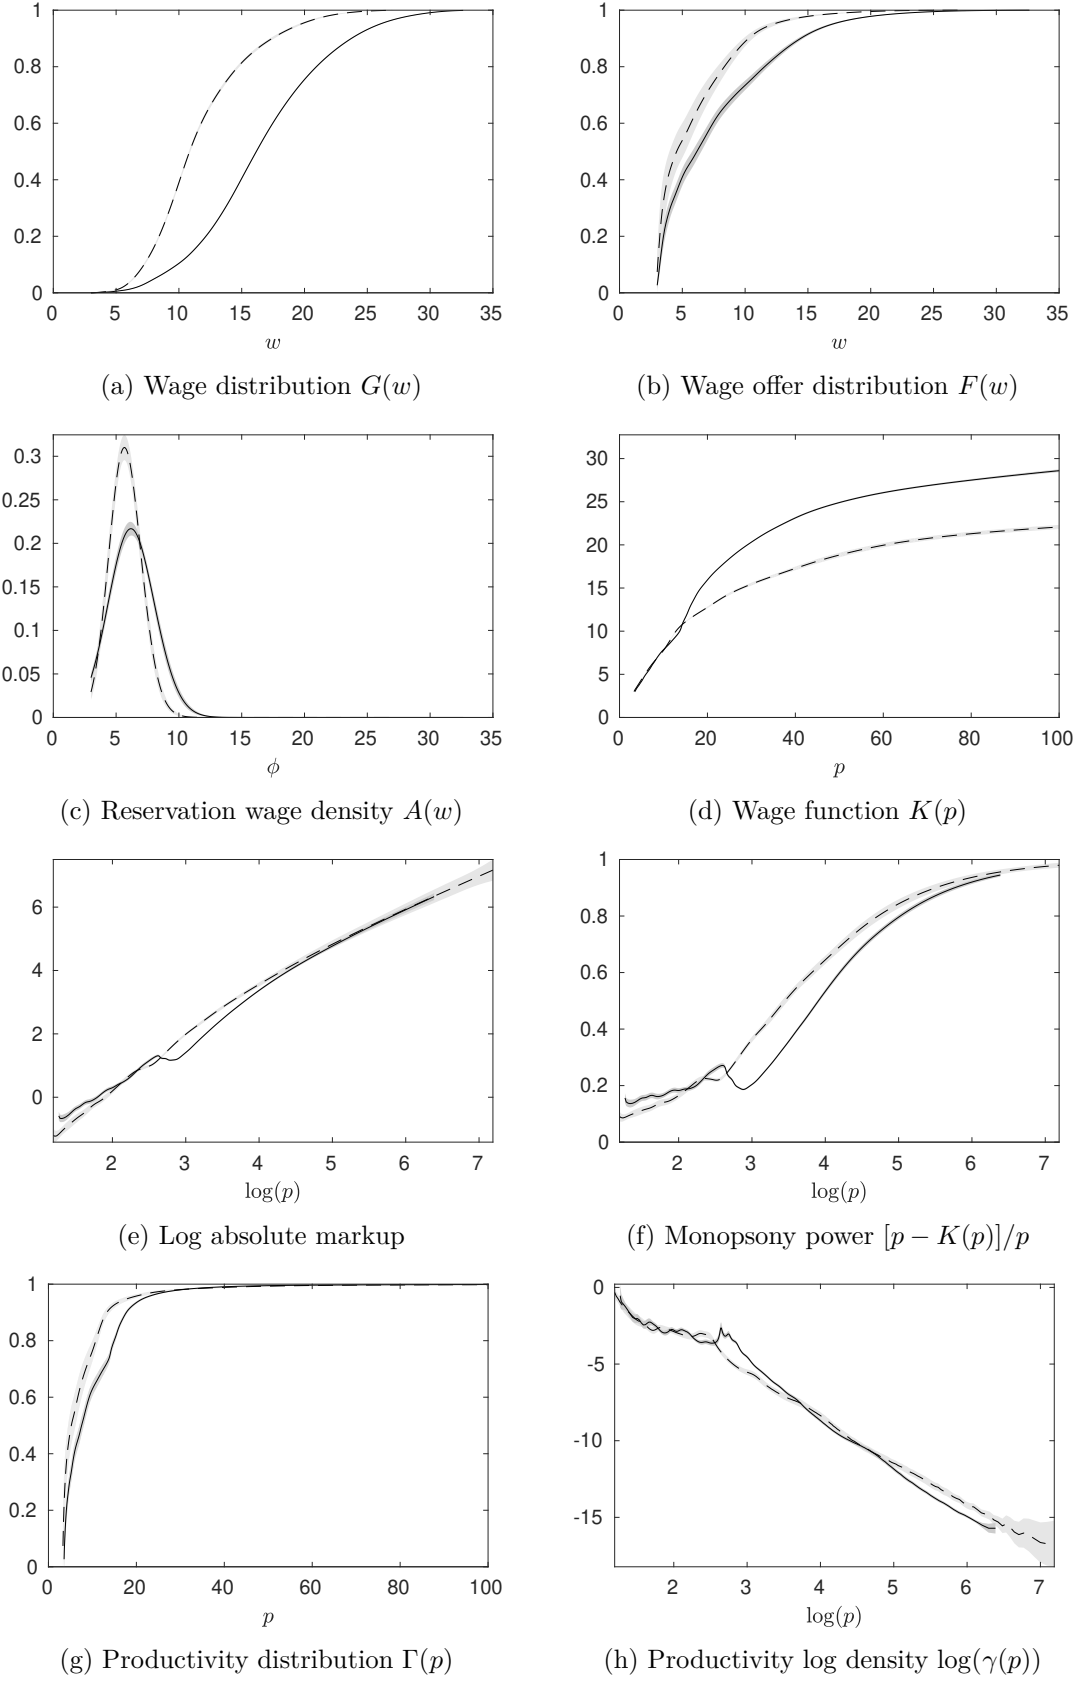 1
0.8
0.6
0.4
0.2
0
0 5 10 15 20 25 30 35
w
(a) Wage distribution G(w)
1
0.8
0.6
0.4
0.2
0
0 5 10 15 20 25 30 35
w
(b) Wage offer distribution F(w)
0.3
0.25
0.2
0.15
0.1
0.05
0
0 5 10 15 20 25 30 35
ϕ
(c) Reservation wage density A(w)
30
25
20
15
10
5
0
0 20 40 60 80 100
p
(d) Wage function K(p)
6
4
2
0
2 3 4 5 6 7
log(p)
(e) Log absolute markup
1
0.8
0.6
0.4
0.2
0
2 3 4 5 6 7
log(p)
(f) Monopsony power [p − K(p)]/p
1
0.8
0.6
0.4
0.2
0
0 20 40 60 80 100
p
(g) Productivity distribution Γ(p)
0
-5
-10
-15
2 3 4 5 6 7
log(p)
(h) Productivity log density log(γ(p))